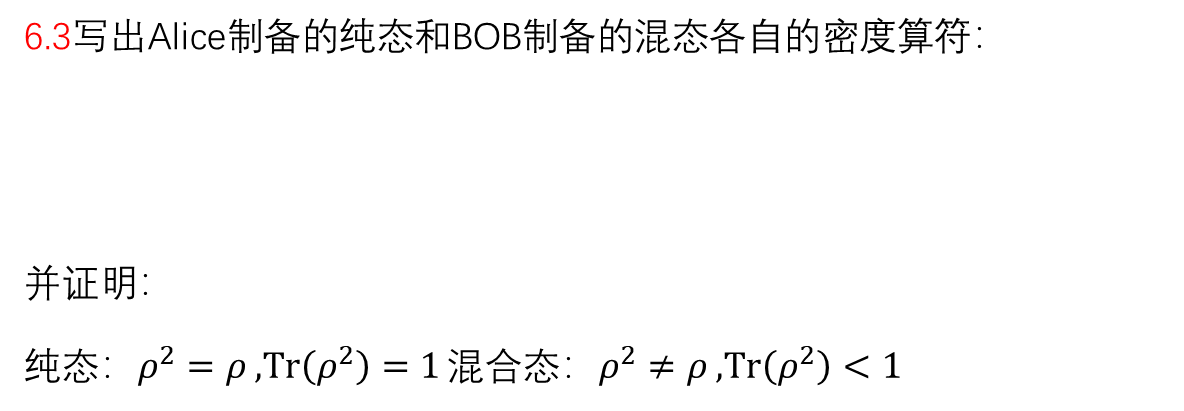 6.3写出Alice制备的纯态和BOB制备的混态各自的密度算符：
并证明：
纯态：ρ² = ρ ,Tr(ρ²) = 1 混合态：ρ² ≠ ρ ,Tr(ρ²) < 1